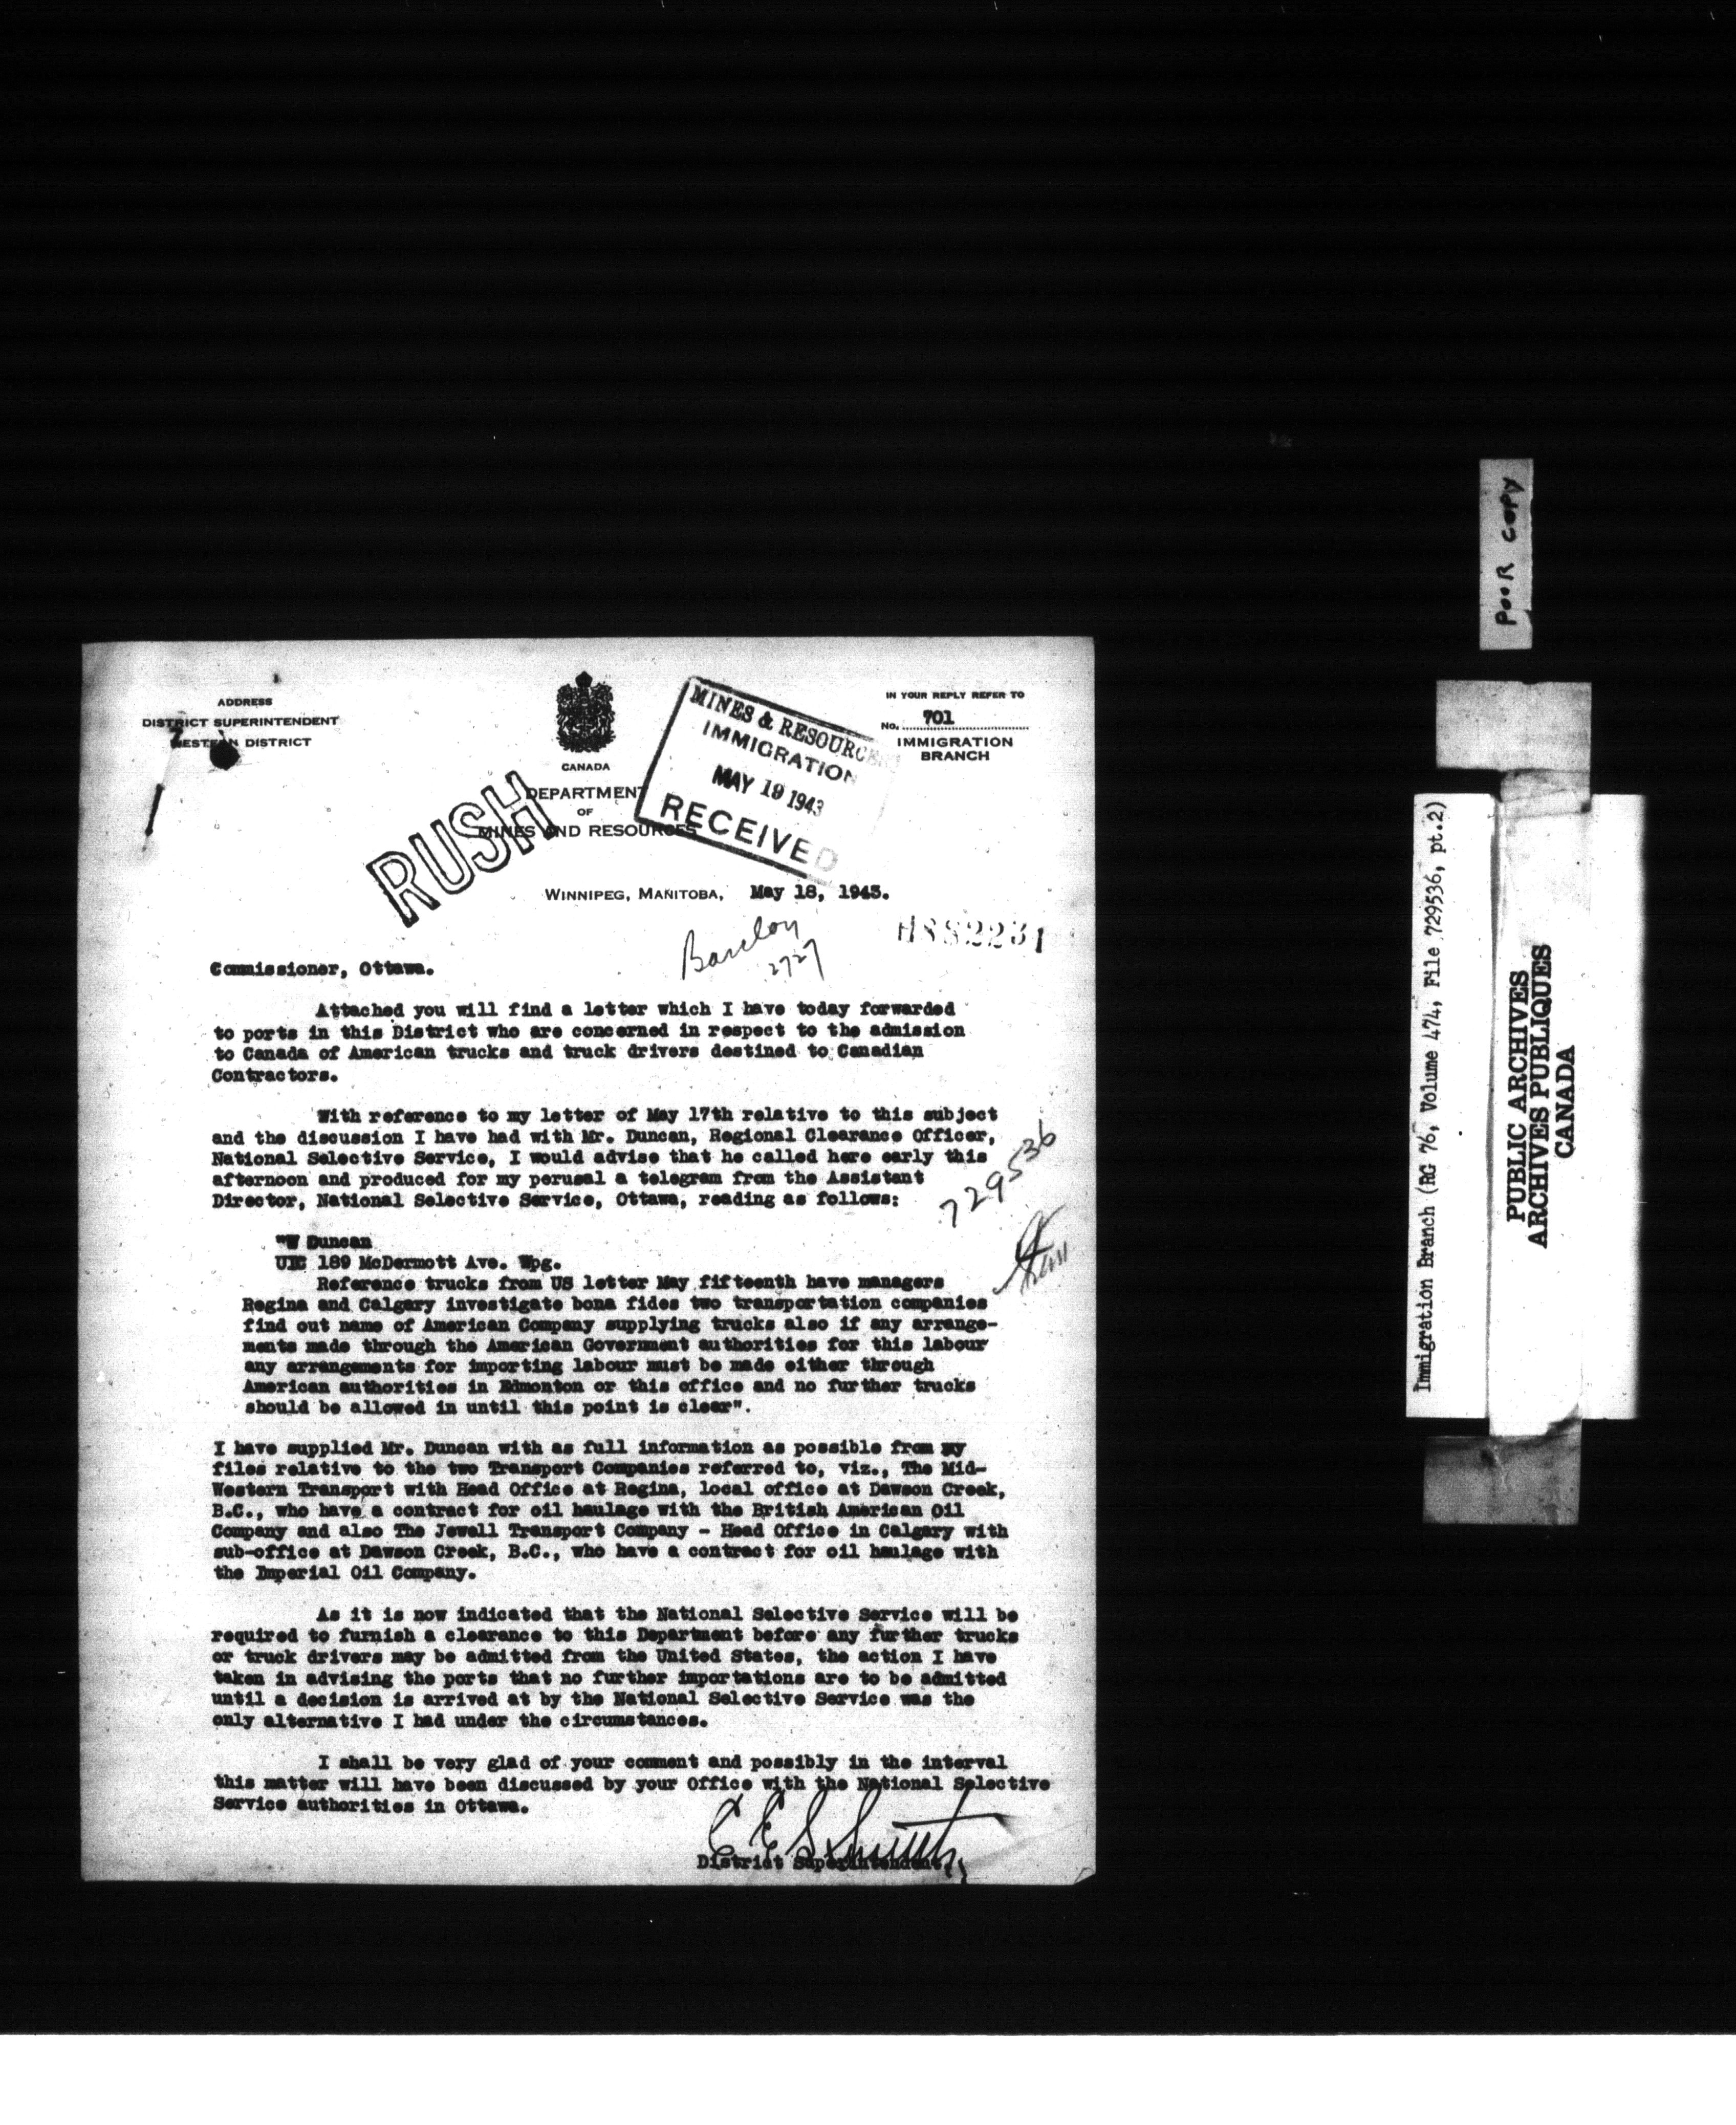 ADDRESS
DISTRICT SUPERINTENDENT
WESTERN DISTRICT
CANADA
DEPARTMENT
OF
MINES AND RESOURCES
RUSH
MINES & RESOURCES
IMMIGRATION
MAY 19 1943
RECEIVED
IN YOUR REPLY REFER TO
No. 701
IMMIGRATION
BRANCH
WINNIPEG, MANITOBA, May 18, 1943.
2727
Commissioner, Ottawa.
Attached you will find a letter which I have today forwarded
to ports in this District who are concerned in respect to the admission
to Canada of American trucks and truck drivers destined to Canadian
Contractors.
With reference to my letter of May 17th relative to this subject
and the discussion I have had with Mr. Duncan, Regional Clearance Officer,
National Selective Service, I would advise that he called here early this
afternoon and produced for my perusal a telegram from the Assistant
Director, National Selective Service, Ottawa, reading as follows:
729536
"W Duncan
UIC 189 McDermott Ave. Wpg.
Reference trucks from US letter May fifteenth have managers
Regina and Calgary investigate bona fides two transportation companies
find out name of American Company supplying trucks also if any arrange-
ments made through the American Government authorities for this labour
any arrangements for importing labour must be made either through
American authorities in Edmonton or this office and no further trucks
should be allowed in until this point is clear".
I have supplied Mr. Duncan with as full information as possible from my
files relative to the two Transport Companies referred to, viz., The Mid-
Western Transport with Head Office at Regina, local office at Dawson Creek,
B.C., who have a contract for oil haulage with the British American Oil
Company and also The Jewell Transport Company - Head Office in Calgary with
sub-office at Dawson Creek, B.C., who have a contract for oil haulage with
the Imperial Oil Company.
As it is now indicated that the National Selective Service will be
required to furnish a clearance to this Department before any further trucks
or truck drivers may be admitted from the United States, the action I have
taken in advising the ports that no further importations are to be admitted
until a decision is arrived at by the National Selective Service was the
only alternative I had under the circumstances.
I shall be very glad of your comment and possibly in the interval
this matter will have been discussed by your Office with the National Selective
Service authorities in Ottawa.
C E S Smith
District Superintendent.
POOR COPY
Immigration Branch (RG 76, Volume 474, File 729536, pt.2)
PUBLIC ARCHIVES
ARCHIVES PUBLIQUES
CANADA